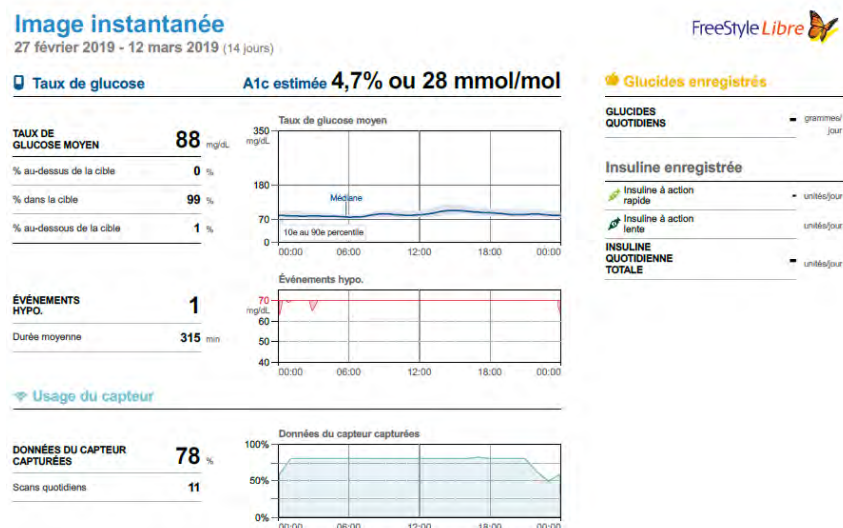 Image instantanée
27 février 2019 - 12 mars 2019 (14 jours)
FreeStyle Libre
Taux de glucose
A1c estimée 4,7% ou 28 mmol/mol
TAUX DE
GLUCOSE MOYEN
88 mg/dL
% au-dessus de la cible
0 %
% dans la cible
99 %
% au-dessous de la cible
1 %
Taux de glucose moyen
350
mg/dL
180
70
0
Médiane
10e au 90e percentile
00:00 06:00 12:00 18:00 00:00
ÉVÉNEMENTS
HYPO.
1
Durée moyenne
315 min
Événements hypo.
70
mg/dL
60
50
40
00:00 06:00 12:00 18:00 00:00
Usage du capteur
DONNÉES DU CAPTEUR
CAPTURÉES
78 %
Scans quotidiens
11
Données du capteur capturées
100%
50%
0%
00:00 06:00 12:00 18:00 00:00
Glucides enregistrés
GLUCIDES
QUOTIDIENS
- grammes/
jour
Insuline enregistrée
Insuline à action
rapide
- unités/jour
Insuline à action
lente
unités/jour
INSULINE
QUOTIDIENNE
TOTALE
- unités/jour